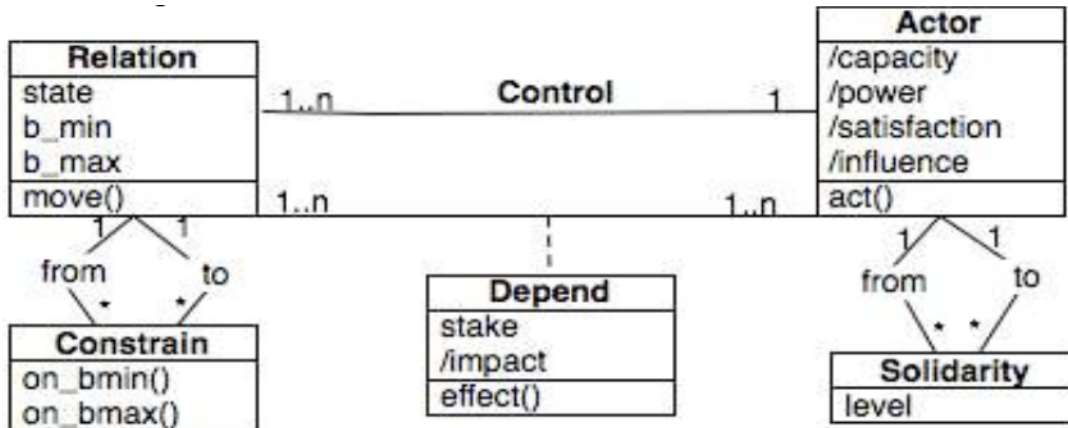 Relation
state
b_min
b_max
move()
1..n
Control
1
1..n
1..n
Actor
/capacity
/power
/satisfaction
/influence
act()
1
1
from
to
*
*
Constrain
on_bmin()
on_bmax()
Depend
stake
/impact
effect()
1
1
from
to
*
*
Solidarity
level